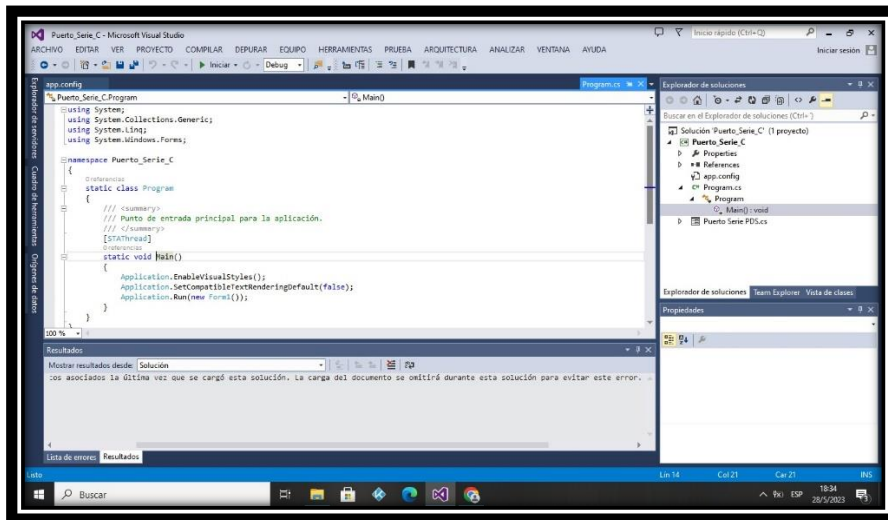 Puerto_Serie_C - Microsoft Visual Studio
Inicio rápido (Ctrl+Q)
ARCHIVO EDITAR VER PROYECTO COMPILAR DEPURAR EQUIPO HERRAMIENTAS PRUEBA ARQUITECTURA ANALIZAR VENTANA AYUDA
Iniciar sesión
Iniciar
Debug
Explorador de servidores
Cuadro de herramientas
Orígenes de datos
app.config
Program.cs
Puerto_Serie_C.Program
Main()
using System;
using System.Collections.Generic;
using System.Linq;
using System.Windows.Forms;
namespace Puerto_Serie_C
{
0 referencias
static class Program
{
/// <summary>
/// Punto de entrada principal para la aplicación.
/// </summary>
[STAThread]
0 referencias
static void Main()
{
Application.EnableVisualStyles();
Application.SetCompatibleTextRenderingDefault(false);
Application.Run(new Form1());
}
}
100 %
Explorador de soluciones
Buscar en el Explorador de soluciones (Ctrl+')
Solución 'Puerto_Serie_C' (1 proyecto)
Puerto_Serie_C
Properties
References
app.config
Program.cs
Program
Main() : void
Puerto Serie PDS.cs
Explorador de soluciones Team Explorer Vista de clases
Propiedades
Resultados
Mostrar resultados desde: Solución
:os asociados la última vez que se cargó esta solución. La carga del documento se omitirá durante esta solución para evitar este error.
Lista de errores Resultados
Listo
Lín 14 Col 21 Car 21 INS
Buscar
ESP
18:34
28/5/2023